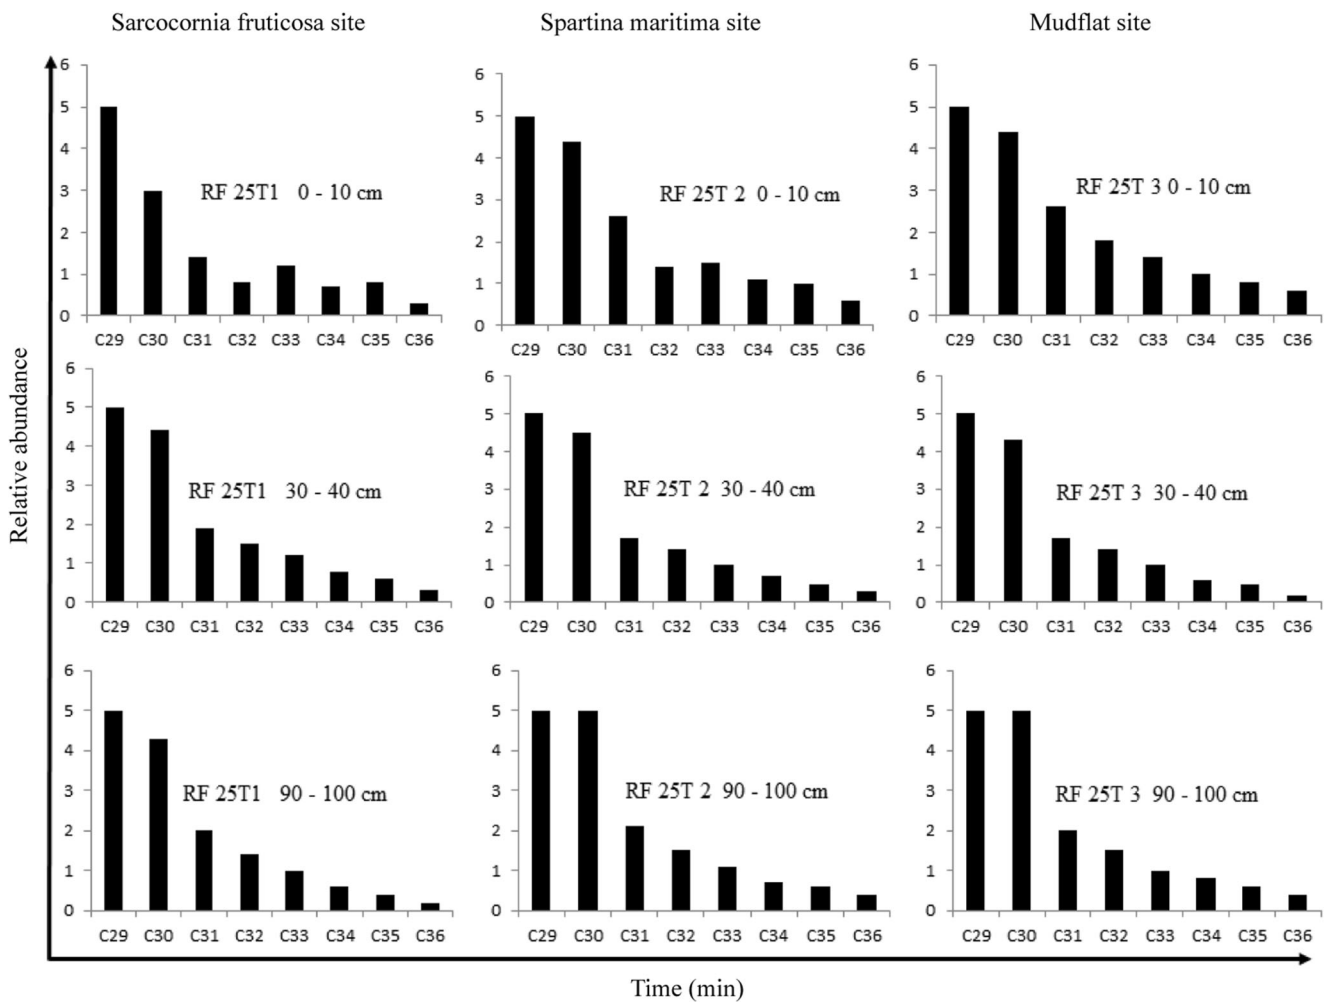 Sarcocornia fruticosa site
Spartina maritima site
Mudflat site
Relative abundance
6
5
4
3
2
1
0
RF 25T1 0 - 10 cm
C29 C30 C31 C32 C33 C34 C35 C36
6
5
4
3
2
1
0
RF 25T 2 0 - 10 cm
C29 C30 C31 C32 C33 C34 C35 C36
6
5
4
3
2
1
0
RF 25T 3 0 - 10 cm
C29 C30 C31 C32 C33 C34 C35 C36
6
5
4
3
2
1
0
RF 25T1 30 - 40 cm
C29 C30 C31 C32 C33 C34 C35 C36
6
5
4
3
2
1
0
RF 25T 2 30 - 40 cm
C29 C30 C31 C32 C33 C34 C35 C36
6
5
4
3
2
1
0
RF 25T 3 30 - 40 cm
C29 C30 C31 C32 C33 C34 C35 C36
6
5
4
3
2
1
0
RF 25T1 90 - 100 cm
C29 C30 C31 C32 C33 C34 C35 C36
6
5
4
3
2
1
0
RF 25T 2 90 - 100 cm
C29 C30 C31 C32 C33 C34 C35 C36
6
5
4
3
2
1
0
RF 25T 3 90 - 100 cm
C29 C30 C31 C32 C33 C34 C35 C36
Time (min)